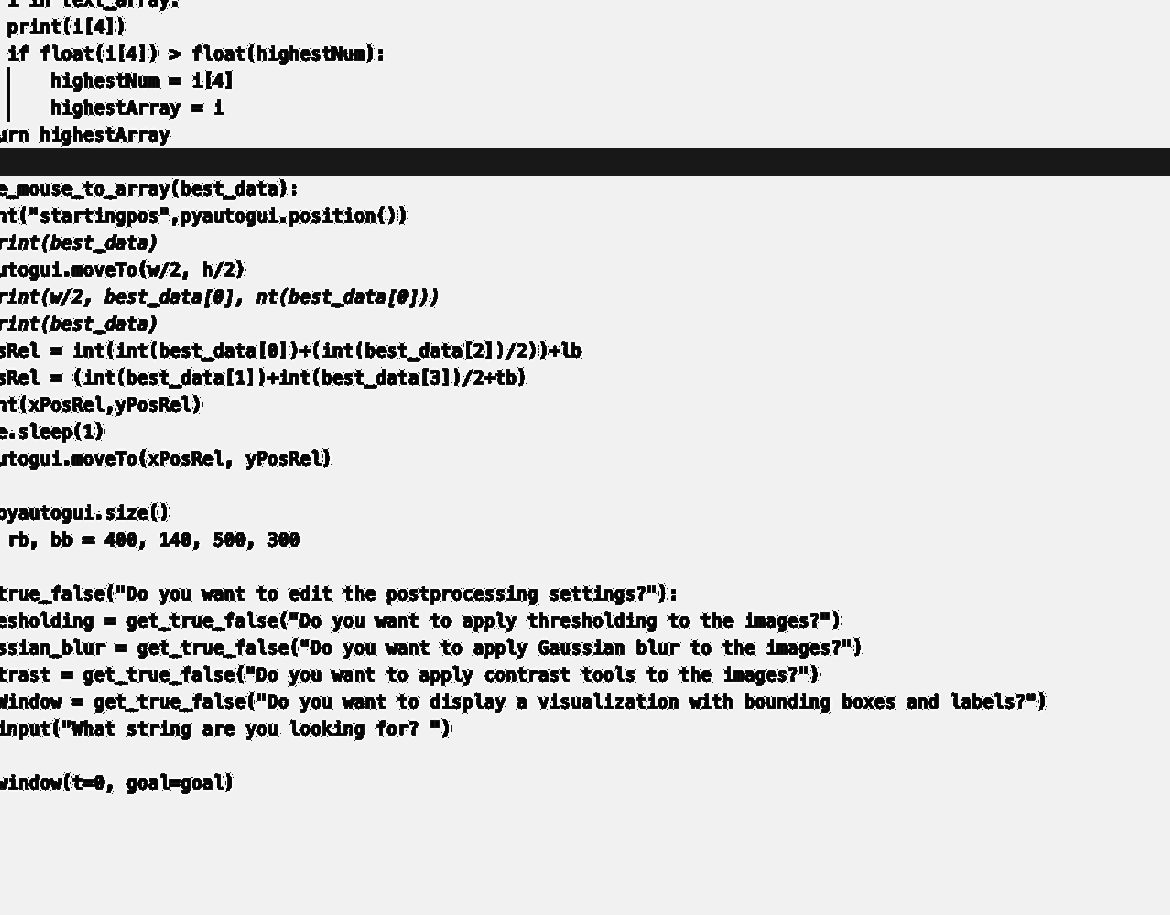 i in text_array:
print(i[4])
if float(i[4]) > float(highestNum):
highestNum = i[4]
highestArray = i
urn highestArray
e_mouse_to_array(best_data):
nt("startingpos",pyautogui.position())
rint(best_data)
utogui.moveTo(w/2, h/2)
rint(w/2, best_data[0], nt(best_data[0]))
rint(best_data)
sRel = int(int(best_data[0])+(int(best_data[2])/2))+lb
sRel = (int(best_data[1])+int(best_data[3])/2+tb)
nt(xPosRel,yPosRel)
e.sleep(1)
utogui.moveTo(xPosRel, yPosRel)
pyautogui.size()
rb, bb = 400, 140, 500, 300
true_false("Do you want to edit the postprocessing settings?"):
esholding = get_true_false("Do you want to apply thresholding to the images?")
ssian_blur = get_true_false("Do you want to apply Gaussian blur to the images?")
trast = get_true_false("Do you want to apply contrast tools to the images?")
Window = get_true_false("Do you want to display a visualization with bounding boxes and labels?")
input("What string are you looking for? ")
window(t=0, goal=goal)